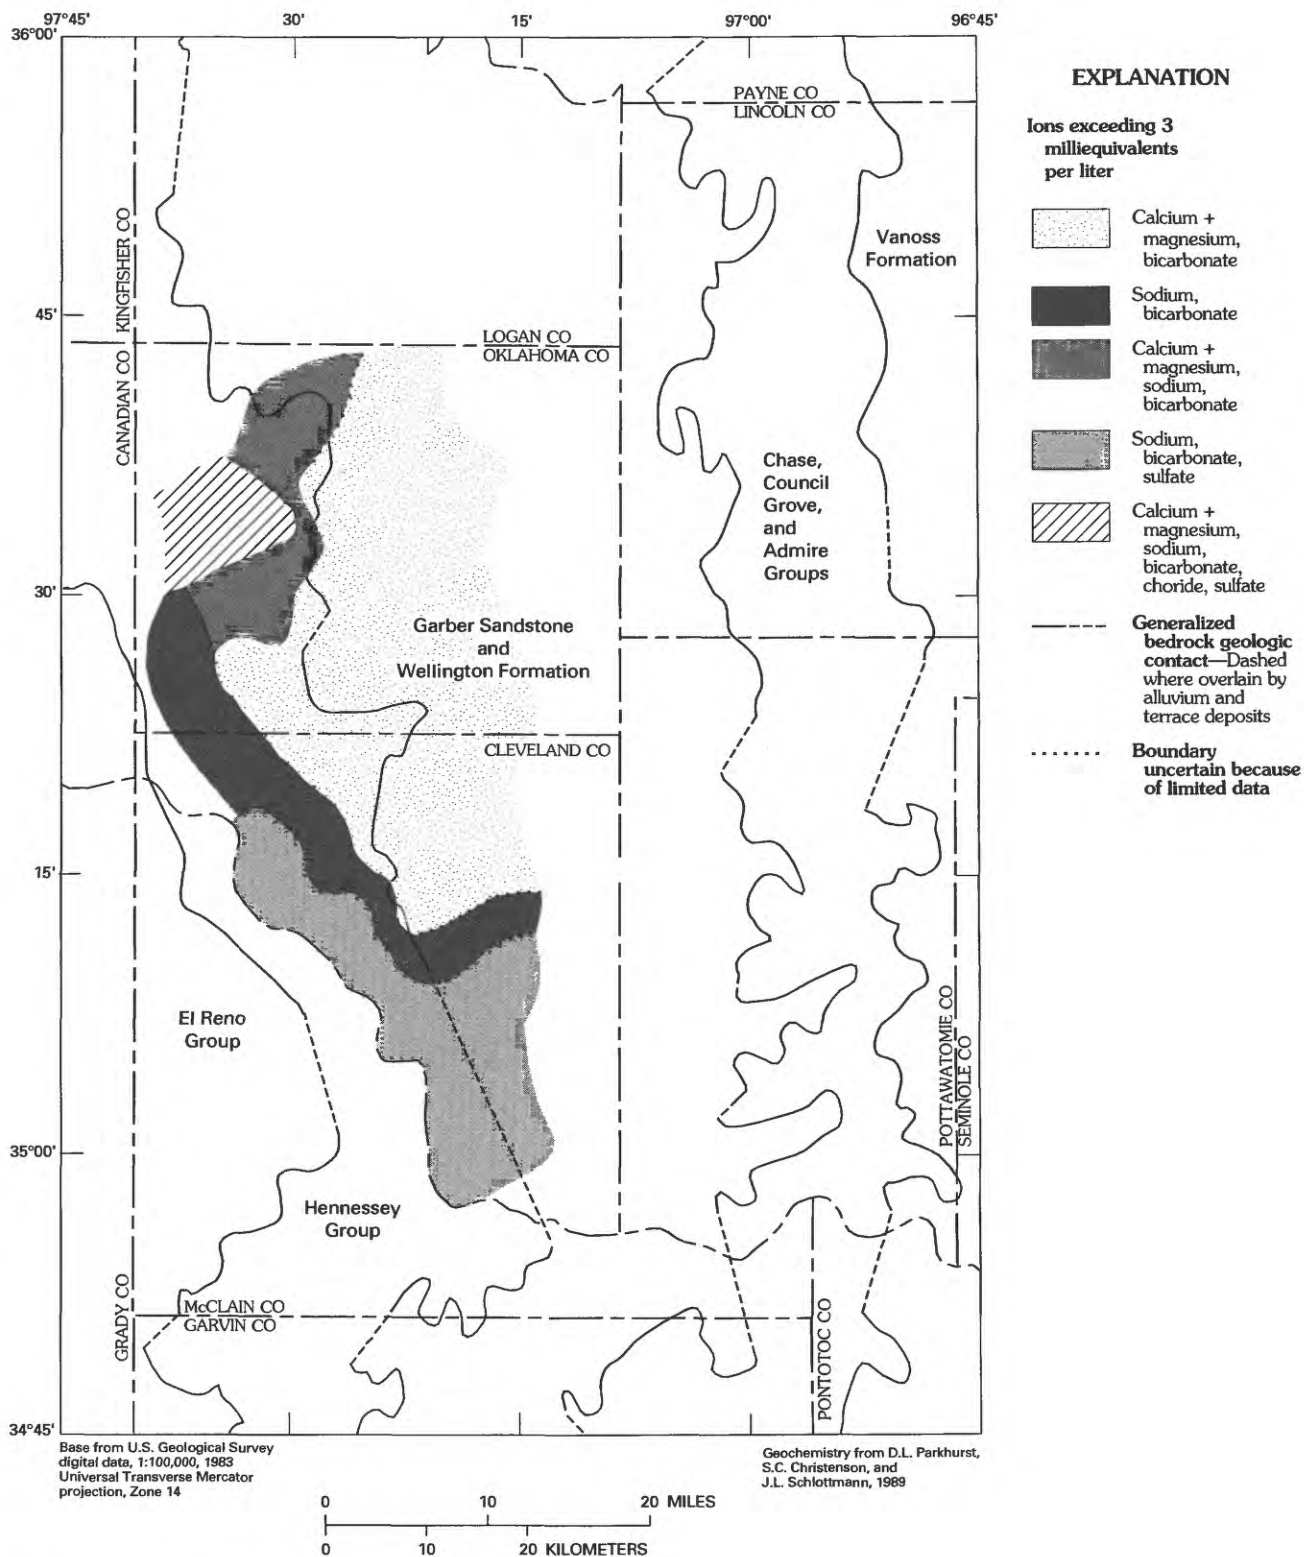 97°45'
30'
15'
97°00'
96°45'
36°00'
45'
30'
15'
35°00'
34°45'
PAYNE CO
LINCOLN CO
KINGFISHER CO
CANADIAN CO
LOGAN CO
OKLAHOMA CO
Vanoss
Formation
Chase,
Council
Grove,
and
Admire
Groups
Garber Sandstone
and
Wellington Formation
CLEVELAND CO
El Reno
Group
Hennessey
Group
POTTAWATOMIE CO
SEMINOLE CO
GRADY CO
McCLAIN CO
GARVIN CO
PONTOTOC CO
EXPLANATION
Ions exceeding 3
milliequivalents
per liter
Calcium +
magnesium,
bicarbonate
Sodium,
bicarbonate
Calcium +
magnesium,
sodium,
bicarbonate
Sodium,
bicarbonate,
sulfate
Calcium +
magnesium,
sodium,
bicarbonate,
choride, sulfate
Generalized
bedrock geologic
contact—Dashed
where overlain by
alluvium and
terrace deposits
Boundary
uncertain because
of limited data
Base from U.S. Geological Survey
digital data, 1:100,000, 1983
Universal Transverse Mercator
projection, Zone 14
Geochemistry from D.L. Parkhurst,
S.C. Christenson, and
J.L. Schlottmann, 1989
0 10 20 MILES
0 10 20 KILOMETERS